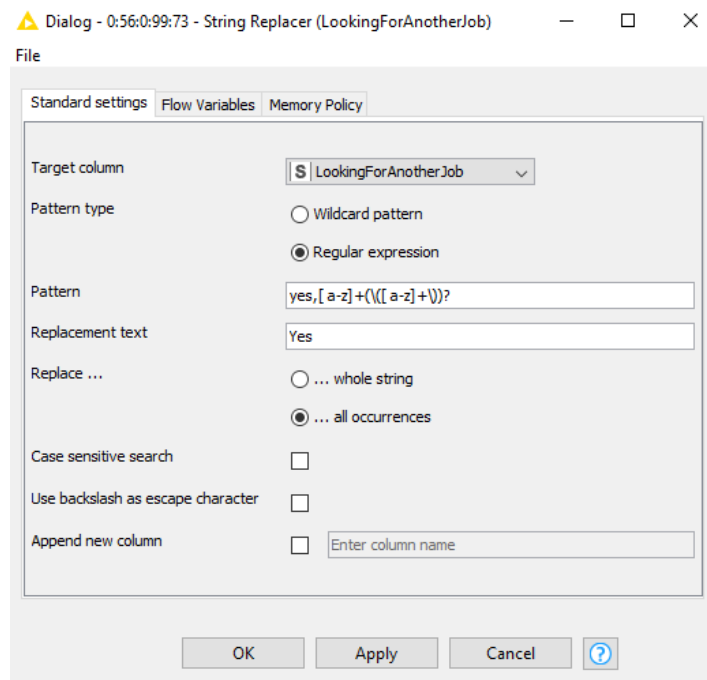 Dialog - 0:56:0:99:73 - String Replacer (LookingForAnotherJob)
File
Standard settings Flow Variables Memory Policy
Target column S LookingForAnotherJob
Pattern type Wildcard pattern
Regular expression
Pattern yes,[ a-z]+(\([ a-z]+\))?
Replacement text Yes
Replace ... ... whole string
... all occurrences
Case sensitive search
Use backslash as escape character
Append new column Enter column name
OK Apply Cancel ?